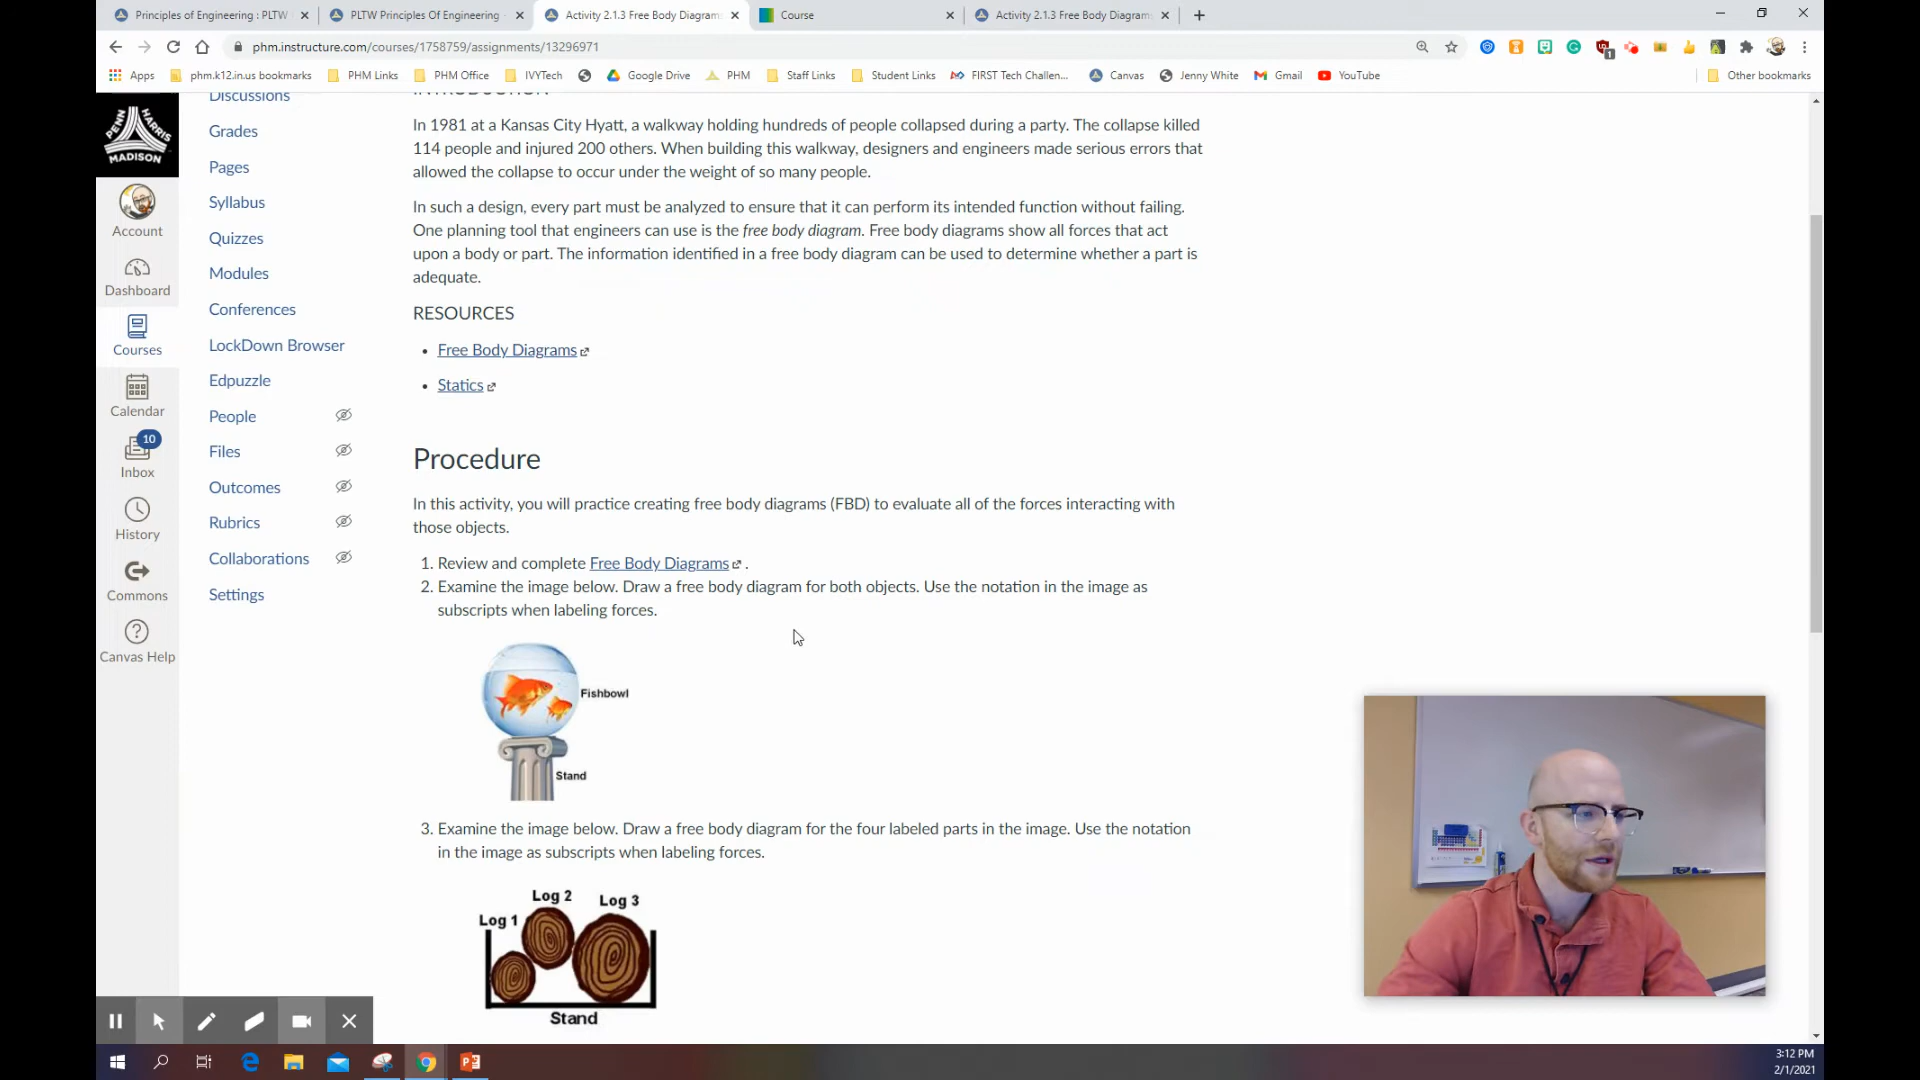 Principles of Engineering : PLTW
PLTW Principles Of Engineering
Activity 2.1.3 Free Body Diagram
Course
Activity 2.1.3 Free Body Diagram
phm.instructure.com/courses/1758759/assignments/13296971
Apps
phm.k12.in.us bookmarks
PHM Links
PHM Office
IVYTech
Google Drive
PHM
Staff Links
Student Links
FIRST Tech Challen...
Canvas
Jenny White
Gmail
YouTube
Other bookmarks
PENN HARRIS
MADISON
Account
Dashboard
Courses
Calendar
10
Inbox
History
Commons
Canvas Help
Discussions
Grades
Pages
Syllabus
Quizzes
Modules
Conferences
LockDown Browser
Edpuzzle
People
Files
Outcomes
Rubrics
Collaborations
Settings
INTRODUCTION
In 1981 at a Kansas City Hyatt, a walkway holding hundreds of people collapsed during a party. The collapse killed
114 people and injured 200 others. When building this walkway, designers and engineers made serious errors that
allowed the collapse to occur under the weight of so many people.
In such a design, every part must be analyzed to ensure that it can perform its intended function without failing.
One planning tool that engineers can use is the free body diagram. Free body diagrams show all forces that act
upon a body or part. The information identified in a free body diagram can be used to determine whether a part is
adequate.
RESOURCES
• Free Body Diagrams
• Statics
Procedure
In this activity, you will practice creating free body diagrams (FBD) to evaluate all of the forces interacting with
those objects.
1. Review and complete Free Body Diagrams .
2. Examine the image below. Draw a free body diagram for both objects. Use the notation in the image as
subscripts when labeling forces.
Fishbowl
Stand
3. Examine the image below. Draw a free body diagram for the four labeled parts in the image. Use the notation
in the image as subscripts when labeling forces.
Log 1
Log 2
Log 3
Stand
3:12 PM
2/1/2021